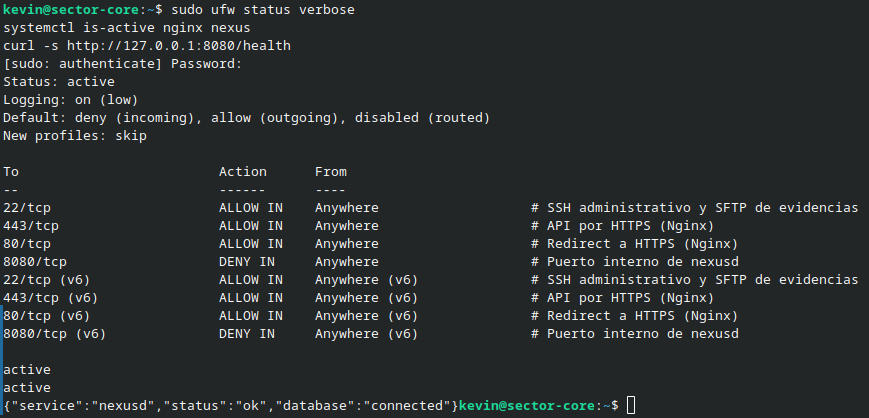 kevin@sector-core:~$ sudo ufw status verbose
systemctl is-active nginx nexus
curl -s http://127.0.0.1:8080/health
[sudo: authenticate] Password:
Status: active
Logging: on (low)
Default: deny (incoming), allow (outgoing), disabled (routed)
New profiles: skip
To                         Action      From
--                         ------      ----
22/tcp                     ALLOW IN    Anywhere                   # SSH administrativo y SFTP de evidencias
443/tcp                    ALLOW IN    Anywhere                   # API por HTTPS (Nginx)
80/tcp                     ALLOW IN    Anywhere                   # Redirect a HTTPS (Nginx)
8080/tcp                   DENY IN     Anywhere                   # Puerto interno de nexusd
22/tcp (v6)                ALLOW IN    Anywhere (v6)              # SSH administrativo y SFTP de evidencias
443/tcp (v6)               ALLOW IN    Anywhere (v6)              # API por HTTPS (Nginx)
80/tcp (v6)                ALLOW IN    Anywhere (v6)              # Redirect a HTTPS (Nginx)
8080/tcp (v6)              DENY IN     Anywhere (v6)              # Puerto interno de nexusd
active
active
{"service":"nexusd","status":"ok","database":"connected"}kevin@sector-core:~$